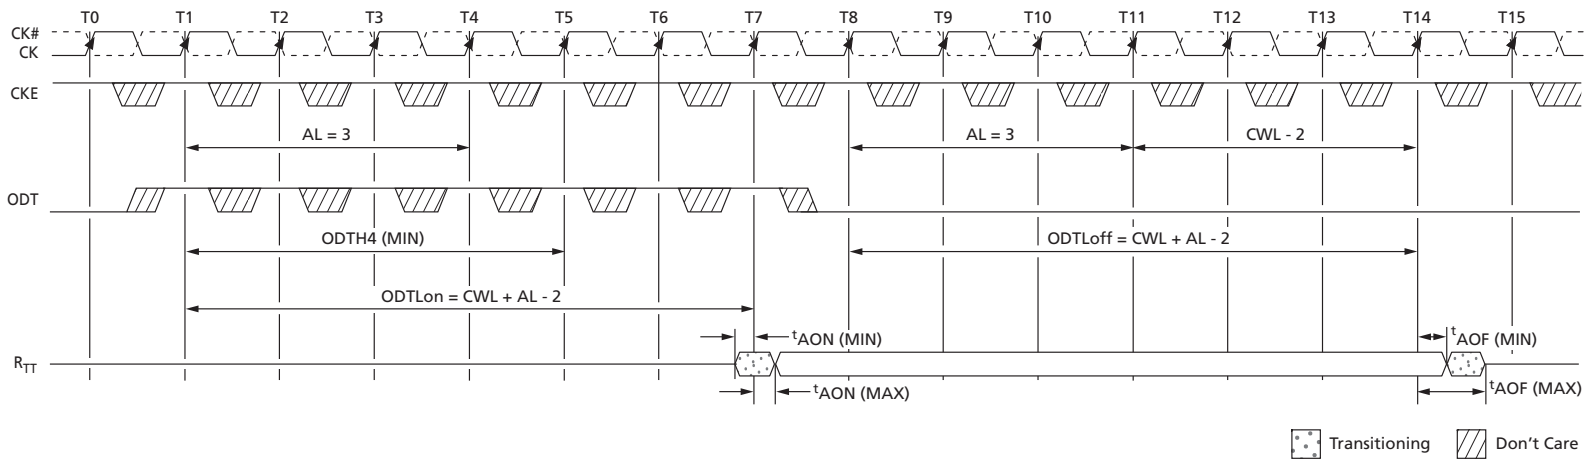 T0 T1 T2 T3 T4 T5 T6 T7 T8 T9 T10 T11 T12 T13 T14 T15
CK#
CK
CKE
AL = 3 AL = 3 CWL - 2
ODT
ODTH4 (MIN) ODTLoff = CWL + AL - 2
ODTLon = CWL + AL - 2
tAON (MIN) tAOF (MIN)
RTT
tAON (MAX) tAOF (MAX)
Transitioning Don't Care